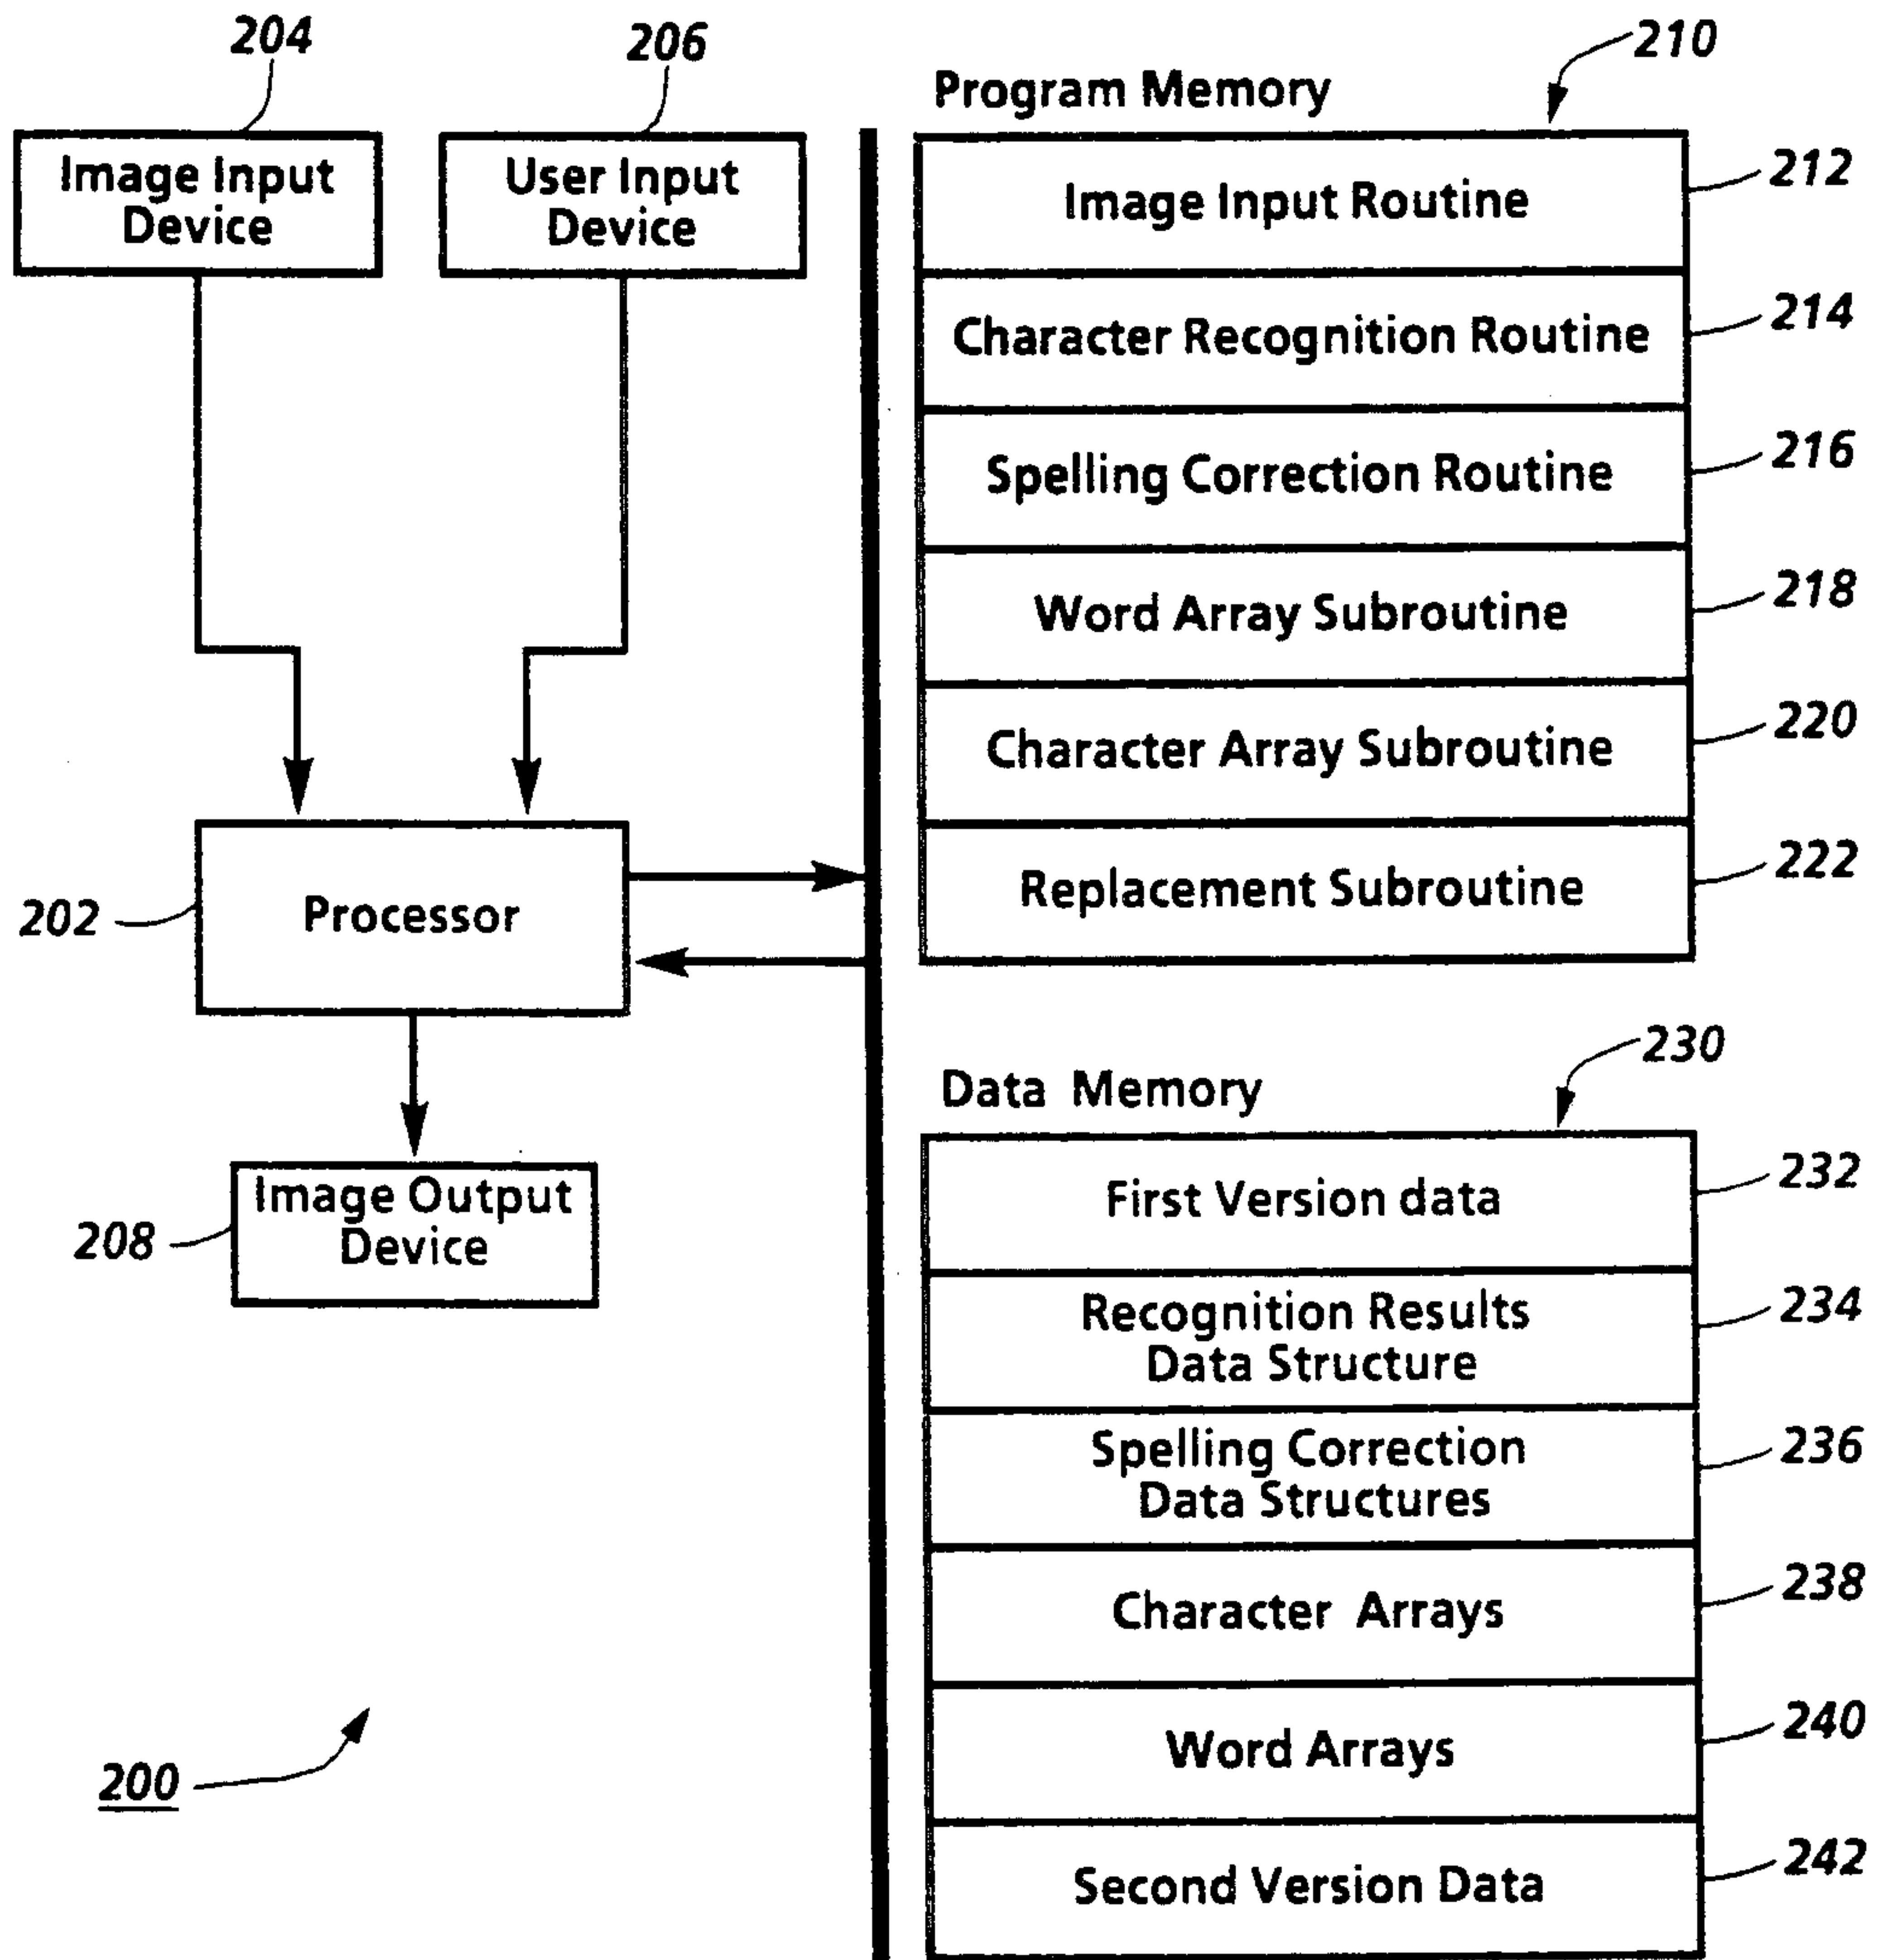 204
206
210
Program Memory
Image Input
Device
User Input
Device
Image Input Routine
212
Character Recognition Routine
214
Spelling Correction Routine
216
Word Array Subroutine
218
Character Array Subroutine
220
Replacement Subroutine
222
202
Processor
230
Data Memory
Image Output
Device
208
First Version data
232
Recognition Results
Data Structure
234
Spelling Correction
Data Structures
236
Character Arrays
238
Word Arrays
240
Second Version Data
242
200